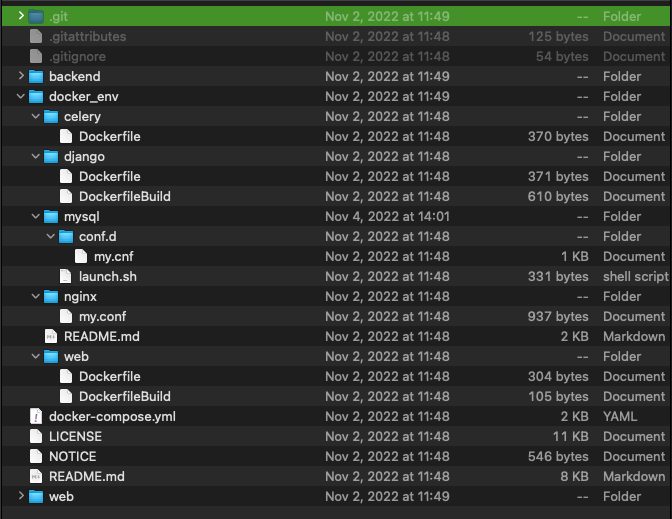 .git Nov 2, 2022 at 11:49 -- Folder
.gitattributes Nov 2, 2022 at 11:48 125 bytes Document
.gitignore Nov 2, 2022 at 11:48 54 bytes Document
backend Nov 2, 2022 at 11:49 -- Folder
docker_env Nov 2, 2022 at 11:49 -- Folder
celery Nov 2, 2022 at 11:48 -- Folder
Dockerfile Nov 2, 2022 at 11:48 370 bytes Document
django Nov 2, 2022 at 11:48 -- Folder
Dockerfile Nov 2, 2022 at 11:48 371 bytes Document
DockerfileBuild Nov 2, 2022 at 11:48 610 bytes Document
mysql Nov 4, 2022 at 14:01 -- Folder
conf.d Nov 2, 2022 at 11:48 -- Folder
my.cnf Nov 2, 2022 at 11:48 1 KB Document
launch.sh Nov 2, 2022 at 11:48 331 bytes shell script
nginx Nov 2, 2022 at 11:48 -- Folder
my.conf Nov 2, 2022 at 11:48 937 bytes Document
README.md Nov 2, 2022 at 11:48 2 KB Markdown
web Nov 2, 2022 at 11:48 -- Folder
Dockerfile Nov 2, 2022 at 11:48 304 bytes Document
DockerfileBuild Nov 2, 2022 at 11:48 105 bytes Document
docker-compose.yml Nov 2, 2022 at 11:48 2 KB YAML
LICENSE Nov 2, 2022 at 11:48 11 KB Document
NOTICE Nov 2, 2022 at 11:48 546 bytes Document
README.md Nov 2, 2022 at 11:48 8 KB Markdown
web Nov 2, 2022 at 11:49 -- Folder